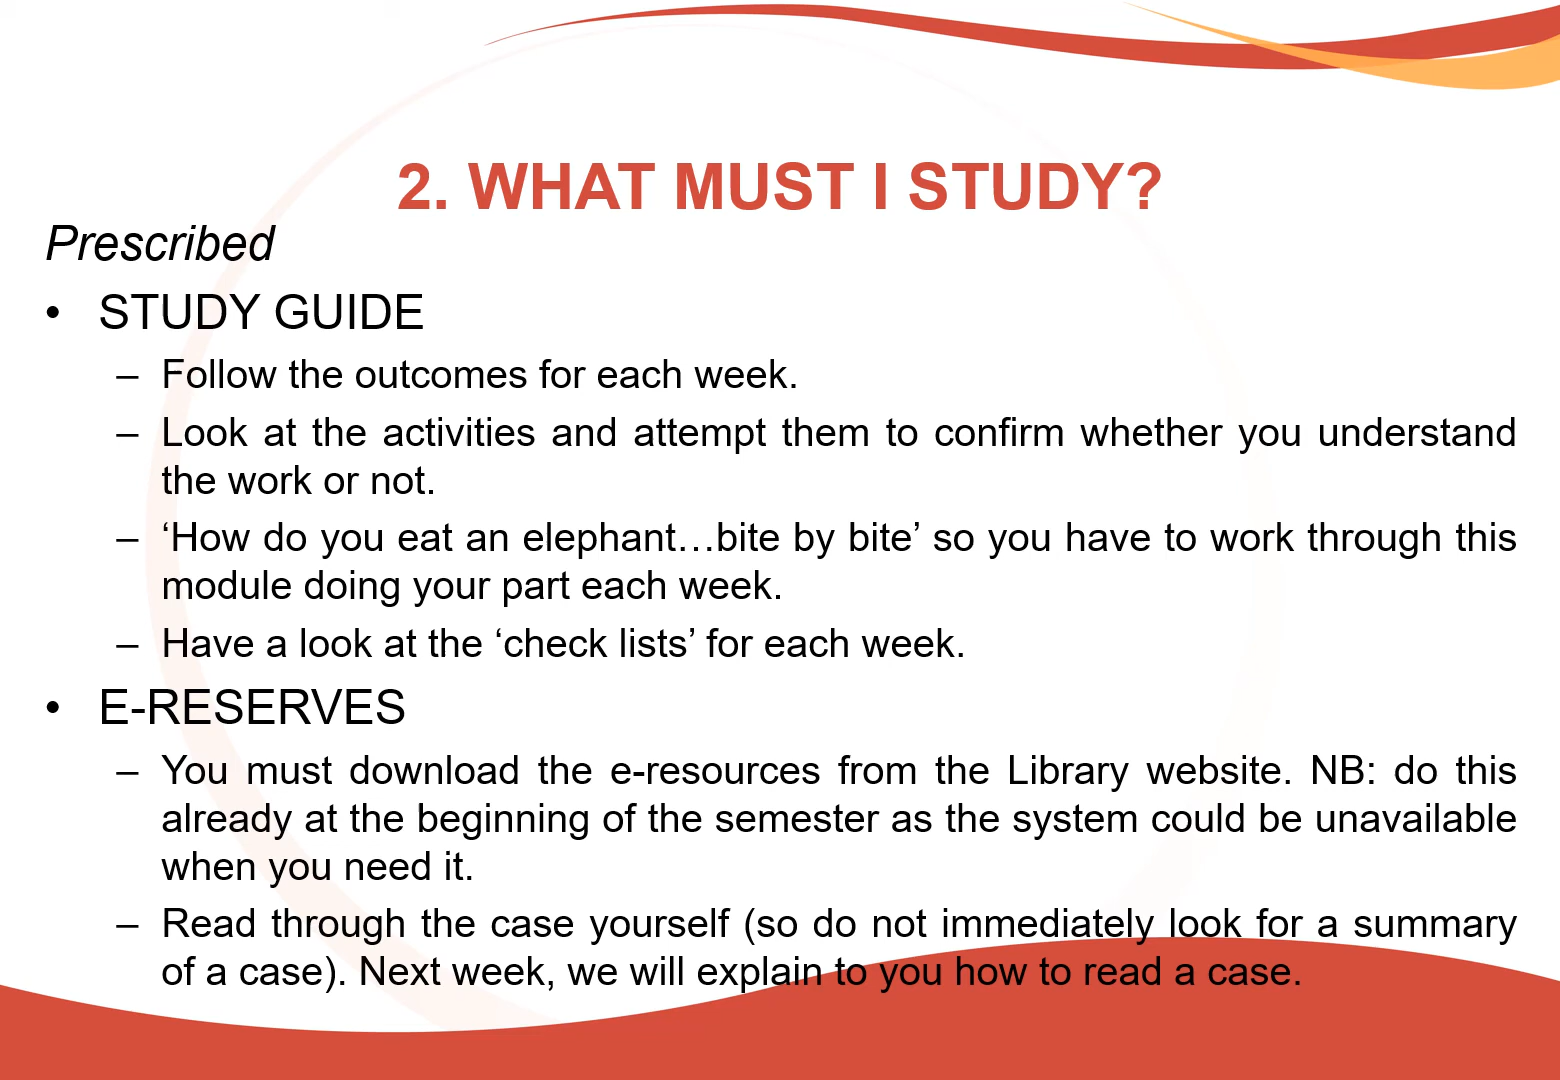 2. WHAT MUST I STUDY?
Prescribed
• STUDY GUIDE
– Follow the outcomes for each week.
– Look at the activities and attempt them to confirm whether you understand
the work or not.
– ‘How do you eat an elephant…bite by bite’ so you have to work through this
module doing your part each week.
– Have a look at the ‘check lists’ for each week.
• E-RESERVES
– You must download the e-resources from the Library website. NB: do this
already at the beginning of the semester as the system could be unavailable
when you need it.
– Read through the case yourself (so do not immediately look for a summary
of a case). Next week, we will explain to you how to read a case.